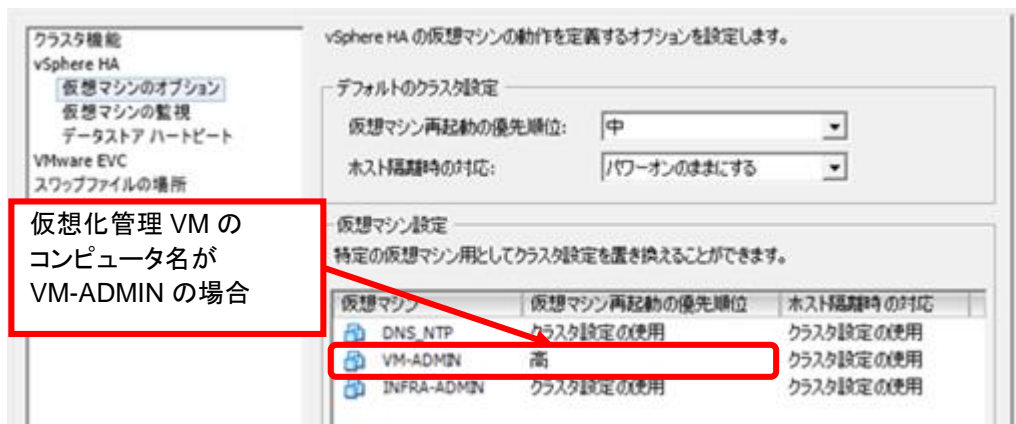 クラスタ機能
vSphere HA
仮想マシンのオプション
仮想マシンの監視
データストア ハートビート
VMware EVC
スワップファイルの場所
vSphere HA の仮想マシンの動作を定義するオプションを設定します。
デフォルトのクラスタ設定
仮想マシン再起動の優先順位: 中
ホスト隔離時の対応: パワーオンのままにする
仮想化管理 VM の
コンピュータ名が
VM-ADMIN の場合
仮想マシン設定
特定の仮想マシン用としてクラスタ設定を置き換えることができます。
仮想マシン 仮想マシン再起動の優先順位 ホスト隔離時の対応
DNS_NTP クラスタ設定の使用 クラスタ設定の使用
VM-ADMIN 高 クラスタ設定の使用
INFRA-ADMIN クラスタ設定の使用 クラスタ設定の使用